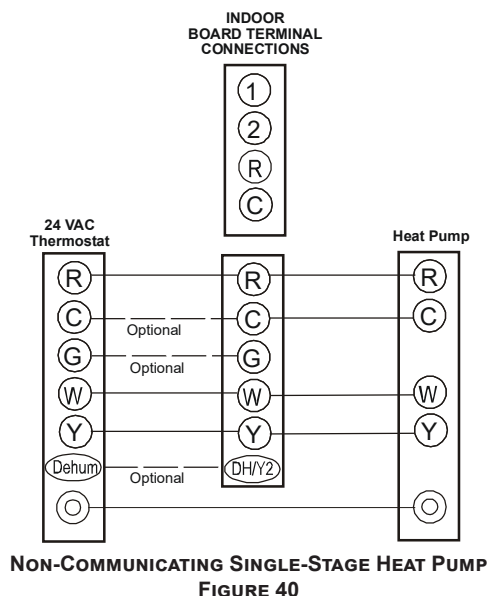 INDOOR
BOARD TERMINAL
CONNECTIONS
1
2
R
C
24 VAC
Thermostat
Heat Pump
R R R
C Optional C C
G Optional G
W W W
Y Y Y
Dehum Optional DH/Y2
O O
NON-COMMUNICATING SINGLE-STAGE HEAT PUMP
FIGURE 40